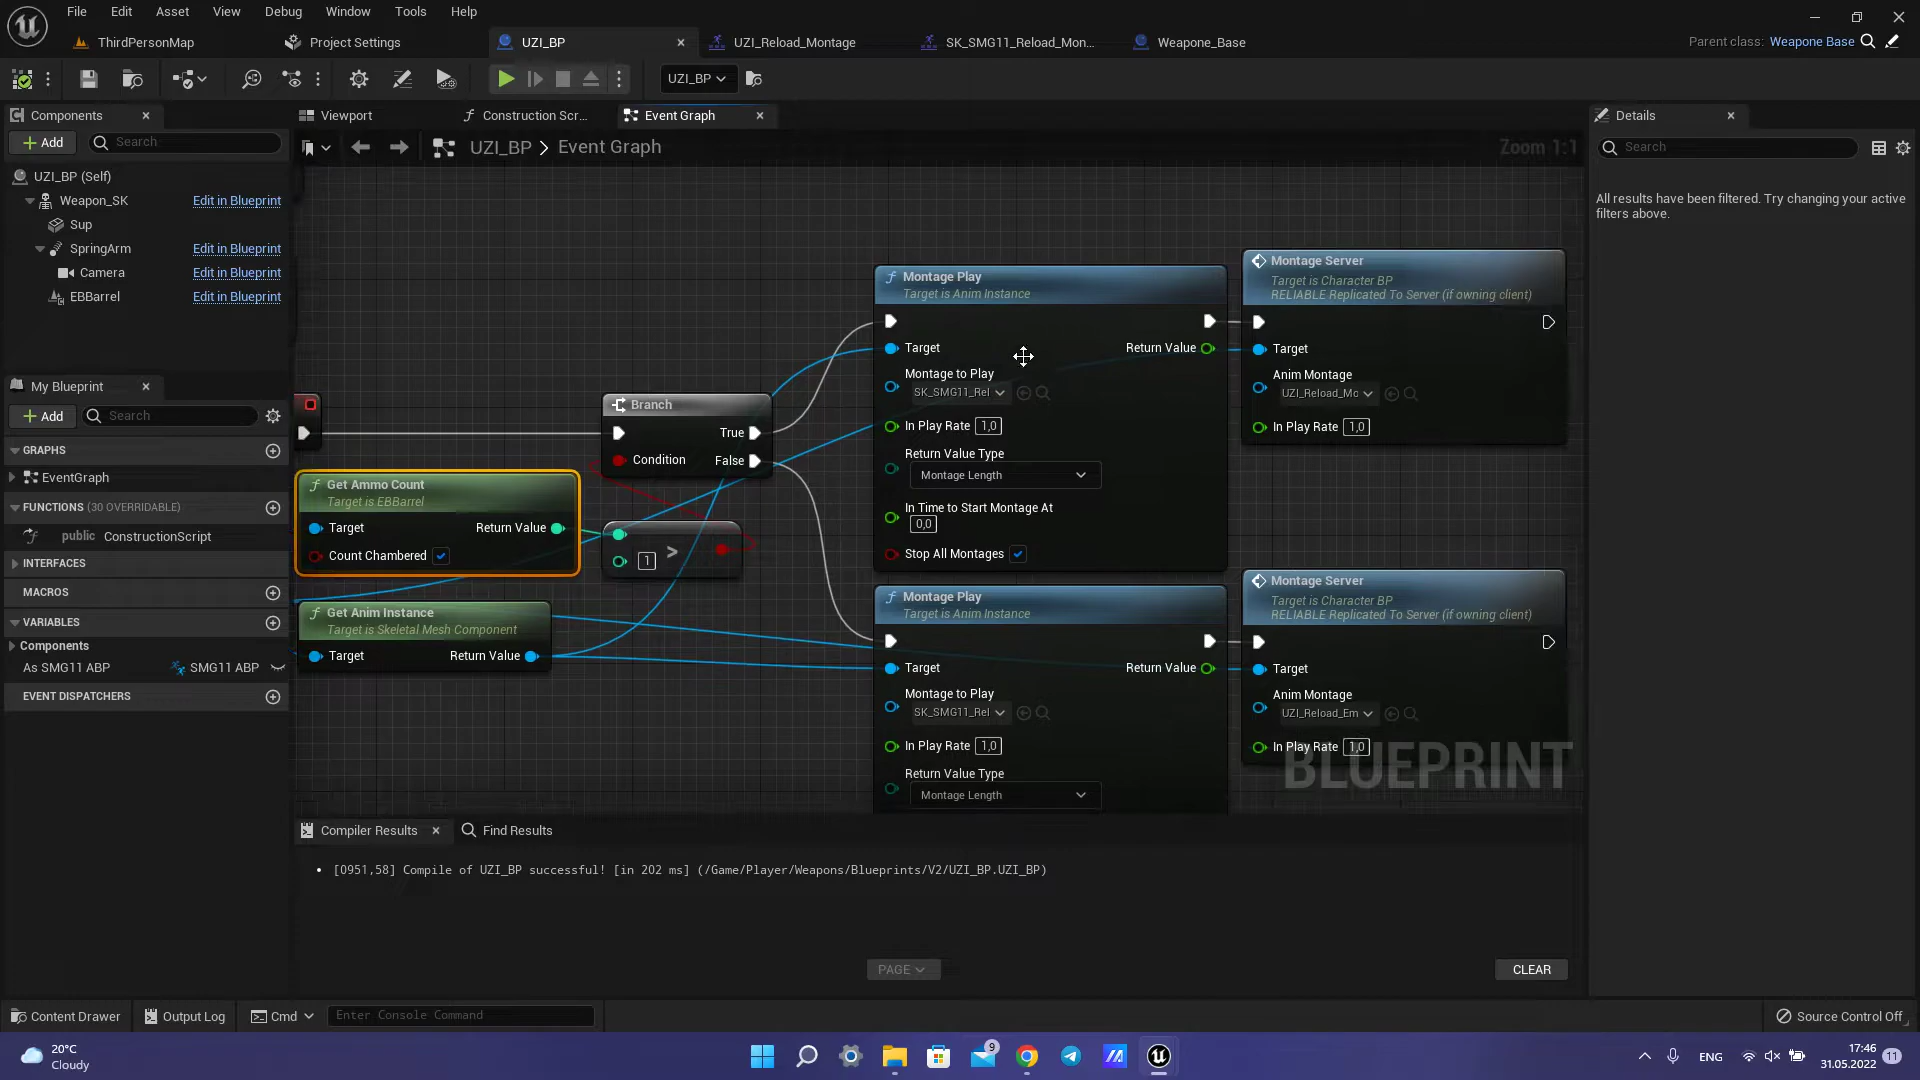 File Edit Asset View Debug Window Tools Help
ThirdPersonMap Project Settings UZI_BP UZI_Reload_Montage SK_SMG11_Reload_Mon... Weapone_Base
Parent class: Weapone Base
UZI_BP
Components
Viewport Construction Scr... Event Graph
Details
Add Search
UZI_BP > Event Graph
Zoom 1:1
Search
UZI_BP (Self)
Weapon_SK Edit in Blueprint
Sup
SpringArm Edit in Blueprint
Camera Edit in Blueprint
EBBarrel Edit in Blueprint
All results have been filtered. Try changing your active
filters above.
My Blueprint
Add Search
GRAPHS
EventGraph
FUNCTIONS (30 OVERRIDABLE)
public ConstructionScript
INTERFACES
MACROS
VARIABLES
Components
As SMG11 ABP SMG11 ABP
EVENT DISPATCHERS
Branch
True
Condition False
Get Ammo Count
Target is EBBarrel
Target Return Value
Count Chambered
1 >
Get Anim Instance
Target is Skeletal Mesh Component
Target Return Value
Montage Play
Target is Anim Instance
Target Return Value
Montage to Play
SK_SMG11_Rel
In Play Rate 1,0
Return Value Type
Montage Length
In Time to Start Montage At
0,0
Stop All Montages
Montage Server
Target is Character BP
RELIABLE Replicated To Server (if owning client)
Target
Anim Montage
UZI_Reload_Mc
In Play Rate 1,0
Montage Play
Target is Anim Instance
Target Return Value
Montage to Play
SK_SMG11_Rel
In Play Rate 1,0
Return Value Type
Montage Length
Montage Server
Target is Character BP
RELIABLE Replicated To Server (if owning client)
Target
Anim Montage
UZI_Reload_Em
In Play Rate 1,0
BLUEPRINT
Compiler Results Find Results
[0951,58] Compile of UZI_BP successful! [in 202 ms] (/Game/Player/Weapons/Blueprints/V2/UZI_BP.UZI_BP)
PAGE
CLEAR
Content Drawer Output Log Cmd Enter Console Command
Source Control Off
20°C
Cloudy
9
ENG
17:46
31.05.2022
11